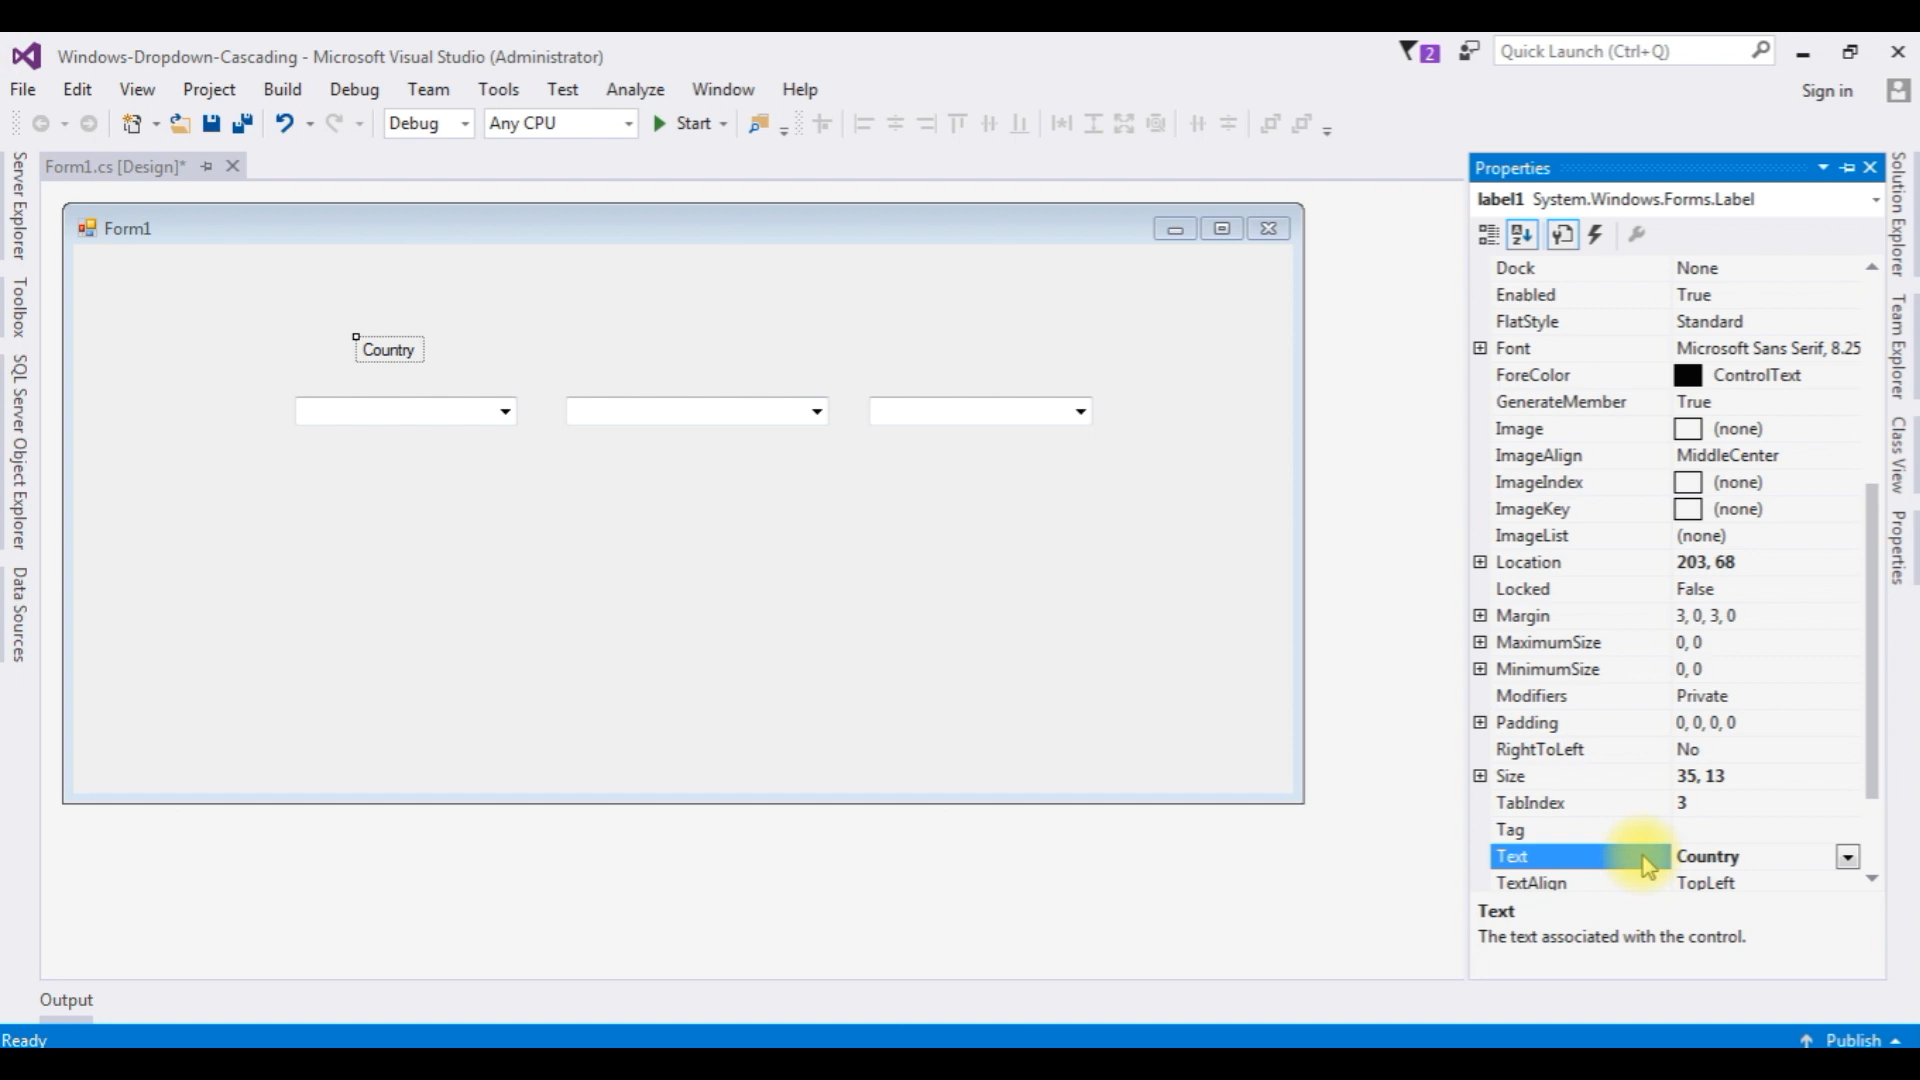 Windows-Dropdown-Cascading - Microsoft Visual Studio (Administrator)
2
Quick Launch (Ctrl+Q)
File Edit View Project Build Debug Team Tools Test Analyze Window Help
Sign in
Debug Any CPU Start
Form1.cs [Design]*
Server Explorer
Toolbox
SQL Server Object Explorer
Data Sources
Form1
Country
Properties
label1 System.Windows.Forms.Label
Dock None
Enabled True
FlatStyle Standard
Font Microsoft Sans Serif, 8.25
ForeColor ControlText
GenerateMember True
Image (none)
ImageAlign MiddleCenter
ImageIndex (none)
ImageKey (none)
ImageList (none)
Location 203, 68
Locked False
Margin 3, 0, 3, 0
MaximumSize 0, 0
MinimumSize 0, 0
Modifiers Private
Padding 0, 0, 0, 0
RightToLeft No
Size 35, 13
TabIndex 3
Tag
Text Country
TextAlign TopLeft
Text
The text associated with the control.
Solution Explorer
Team Explorer
Class View
Properties
Output
Ready
Publish